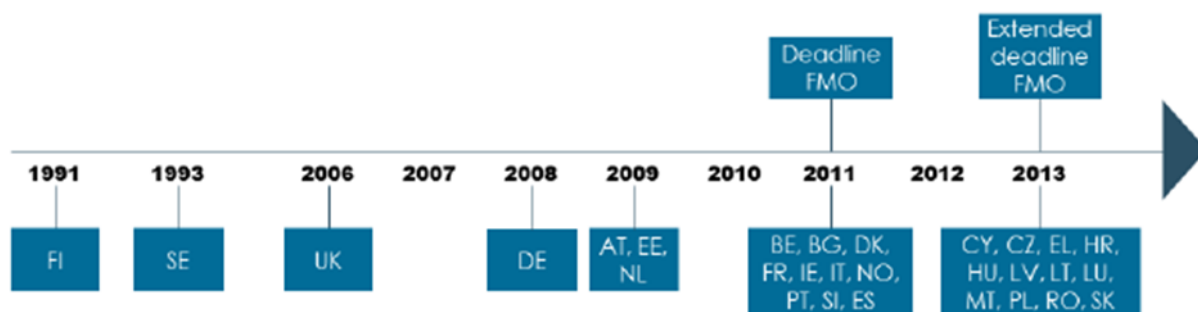 Deadline
FMO
Extended
deadline
FMO
1991 1993 2006 2007 2008 2009 2010 2011 2012 2013
FI
SE
UK
DE
AT, EE,
NL
BE, BG, DK,
FR, IE, IT, NO,
PT, SI, ES
CY, CZ, EL, HR,
HU, LV, LT, LU,
MT, PL, RO, SK